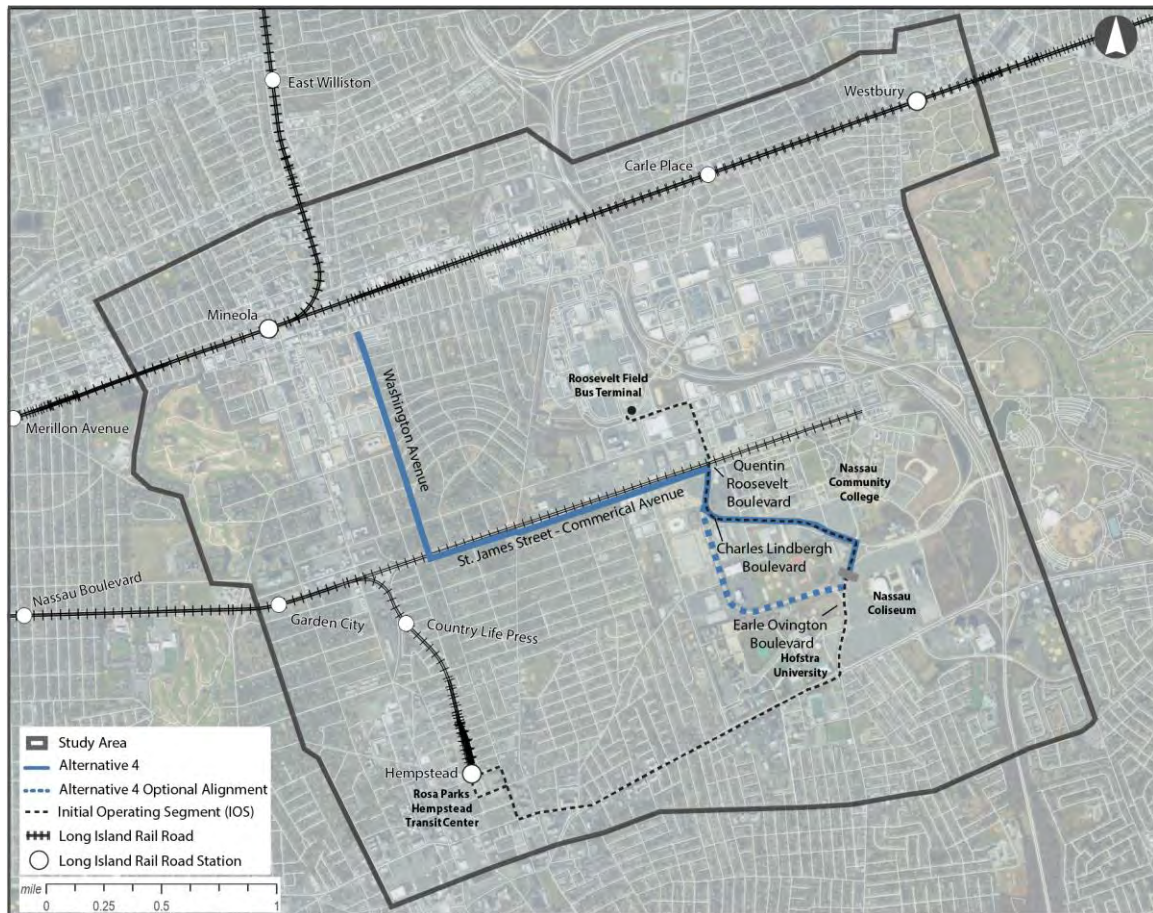 East Williston
Westbury
Carle Place
Mineola
Merillon Avenue
Washington Avenue
Roosevelt Field
Bus Terminal
Quentin
Roosevelt
Boulevard
Nassau
Community
College
St. James Street - Commerical Avenue
Charles Lindbergh
Boulevard
Nassau Boulevard
Garden City
Country Life Press
Nassau
Coliseum
Earle Ovington
Boulevard
Hofstra
University
Hempstead
Rosa Parks
Hempstead
Transit Center
Study Area
Alternative 4
Alternative 4 Optional Alignment
Initial Operating Segment (IOS)
Long Island Rail Road
Long Island Rail Road Station
mile
0 0.25 0.5 1